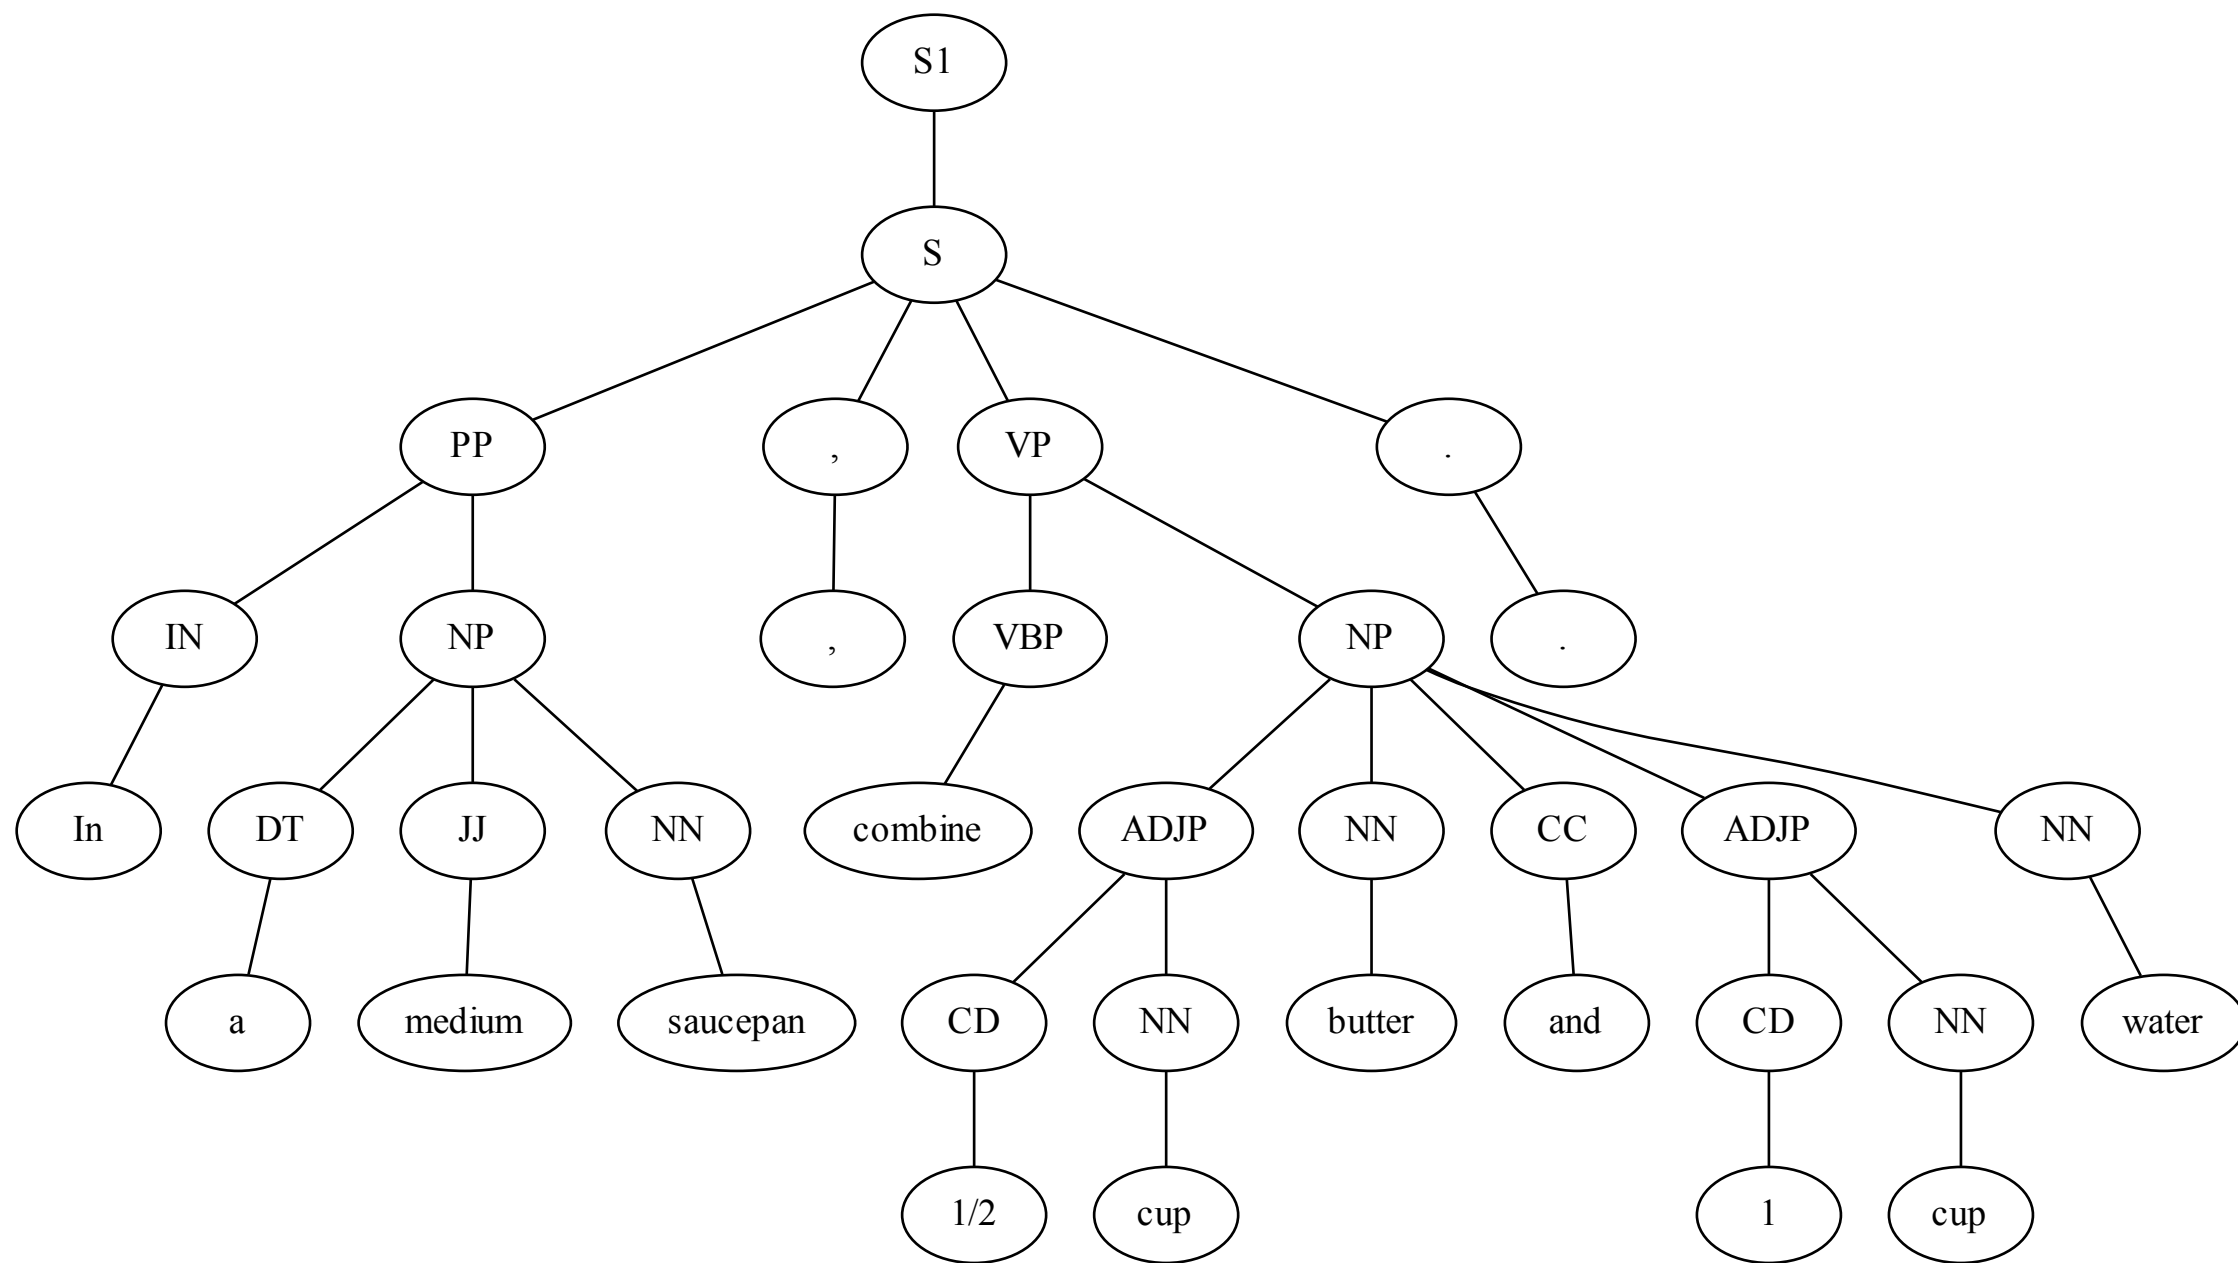 S1
S
PP , VP .
IN NP , VBP NP .
In DT JJ NN combine ADJP NN CC ADJP NN
a medium saucepan CD NN butter and CD NN water
1/2 cup 1 cup